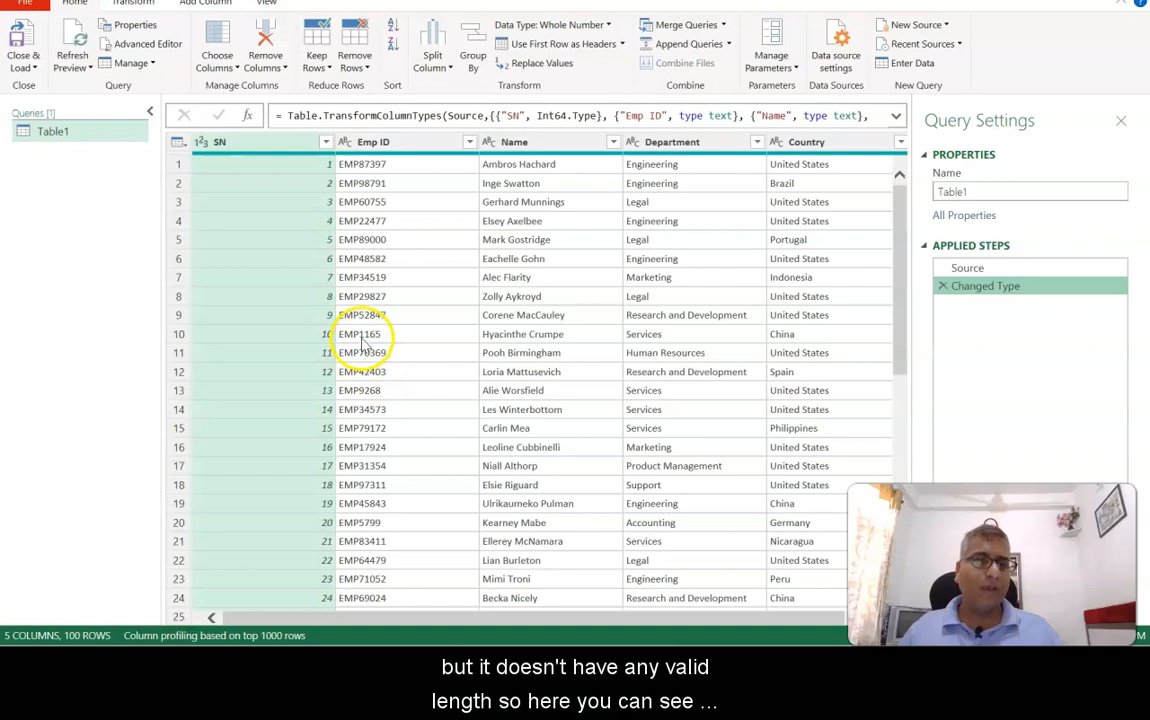 File Home Transform Add Column View
Close & Load
Refresh Preview
Properties
Advanced Editor
Manage
Choose Columns
Remove Columns
Keep Rows
Remove Rows
Split Column
Group By
Data Type: Whole Number
Use First Row as Headers
Replace Values
Merge Queries
Append Queries
Combine Files
Manage Parameters
Data source settings
New Source
Recent Sources
Enter Data
Close Query Manage Columns Reduce Rows Sort Transform Combine Parameters Data Sources New Query
Queries [1]
Table1
fx = Table.TransformColumnTypes(Source,{{"SN", Int64.Type}, {"Emp ID", type text}, {"Name", type text},
123 SN ABC Emp ID ABC Name ABC Department ABC Country
1 1 EMP87397 Ambros Hachard Engineering United States
2 2 EMP98791 Inge Swatton Engineering Brazil
3 3 EMP60755 Gerhard Munnings Legal United States
4 4 EMP22477 Elsey Axelbee Engineering United States
5 5 EMP89000 Mark Gostridge Legal Portugal
6 6 EMP48582 Eachelle Gohn Engineering United States
7 7 EMP34519 Alec Flarity Marketing Indonesia
8 8 EMP29827 Zolly Aykroyd Legal United States
9 9 EMP52847 Corene MacCauley Research and Development United States
10 10 EMP1165 Hyacinthe Crumpe Services China
11 11 EMP70369 Pooh Birmingham Human Resources United States
12 12 EMP42403 Loria Mattusevich Research and Development Spain
13 13 EMP9268 Alie Worsfield Services United States
14 14 EMP34573 Les Winterbottom Services United States
15 15 EMP79172 Carlin Mea Services Philippines
16 16 EMP17924 Leoline Cubbinelli Marketing United States
17 17 EMP31354 Niall Althorp Product Management United States
18 18 EMP97311 Elsie Riguard Support United States
19 19 EMP45843 Ulrikaumeko Pulman Engineering China
20 20 EMP5799 Kearney Mabe Accounting Germany
21 21 EMP83411 Ellerey McNamara Services Nicaragua
22 22 EMP64479 Lian Burleton Legal United States
23 23 EMP71052 Mimi Troni Engineering Peru
24 24 EMP69024 Becka Nicely Research and Development China
25
Query Settings
PROPERTIES
Name
Table1
All Properties
APPLIED STEPS
Source
Changed Type
5 COLUMNS, 100 ROWS Column profiling based on top 1000 rows
but it doesn't have any valid
length so here you can see ...